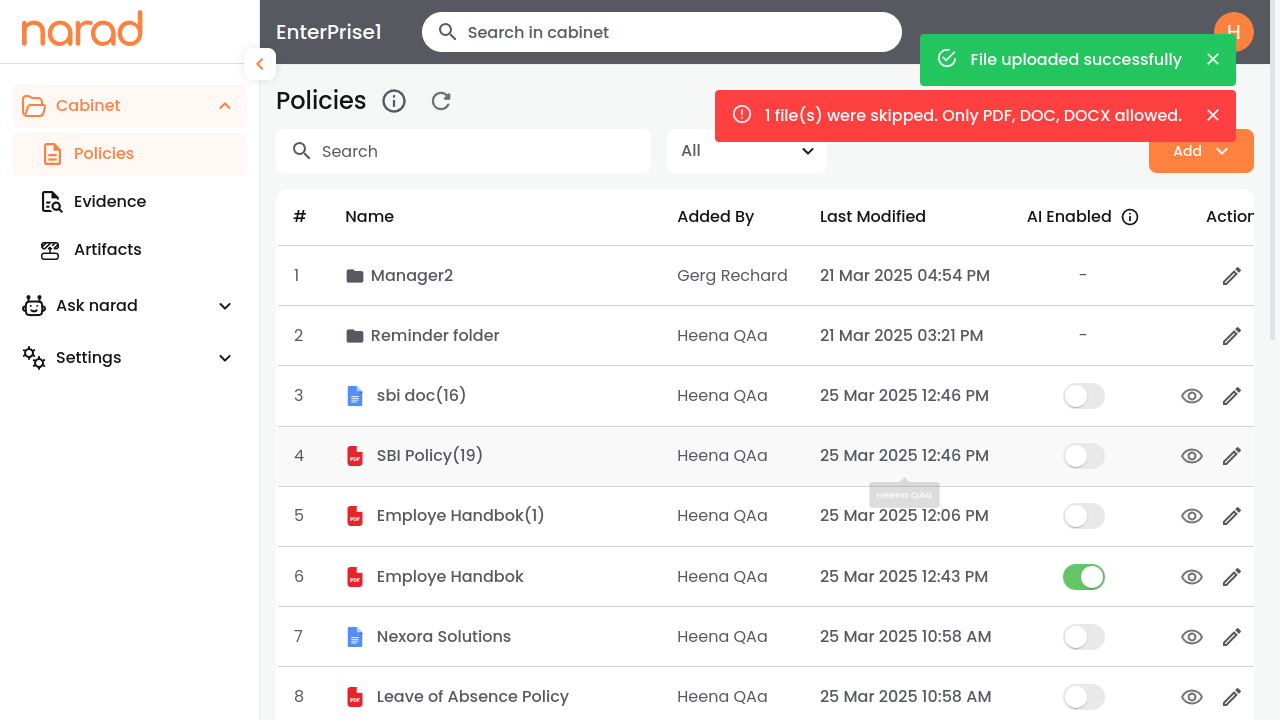 narad
EnterPrise1
Search in cabinet
H
File uploaded successfully
1 file(s) were skipped. Only PDF, DOC, DOCX allowed.
Cabinet
Policies
Evidence
Artifacts
Ask narad
Settings
Policies
Search
All
Add
# Name Added By Last Modified AI Enabled Action
1 Manager2 Gerg Rechard 21 Mar 2025 04:54 PM -
2 Reminder folder Heena QAa 21 Mar 2025 03:21 PM -
3 sbi doc(16) Heena QAa 25 Mar 2025 12:46 PM
4 SBI Policy(19) Heena QAa 25 Mar 2025 12:46 PM
Heena QAa
5 Employe Handbok(1) Heena QAa 25 Mar 2025 12:06 PM
6 Employe Handbok Heena QAa 25 Mar 2025 12:43 PM
7 Nexora Solutions Heena QAa 25 Mar 2025 10:58 AM
8 Leave of Absence Policy Heena QAa 25 Mar 2025 10:58 AM